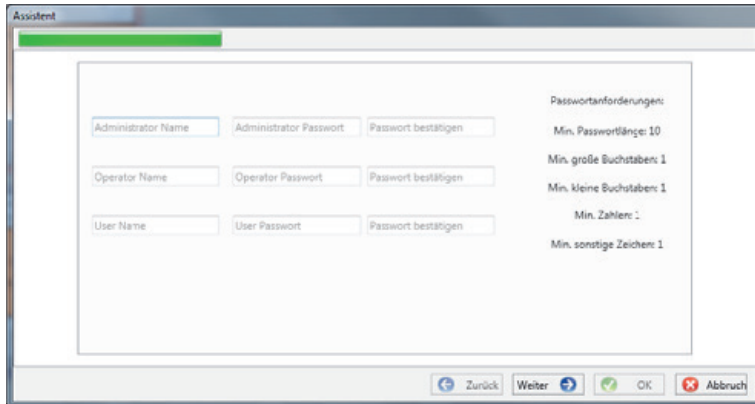 Assistent
Passwortanforderungen:
Administrator Name Administrator Passwort Passwort bestätigen
Min. Passwortlänge: 10
Min. große Buchstaben: 1
Operator Name Operator Passwort Passwort bestätigen
Min. kleine Buchstaben: 1
Min. Zahlen: 1
User Name User Passwort Passwort bestätigen
Min. sonstige Zeichen: 1
Zurück Weiter OK Abbruch